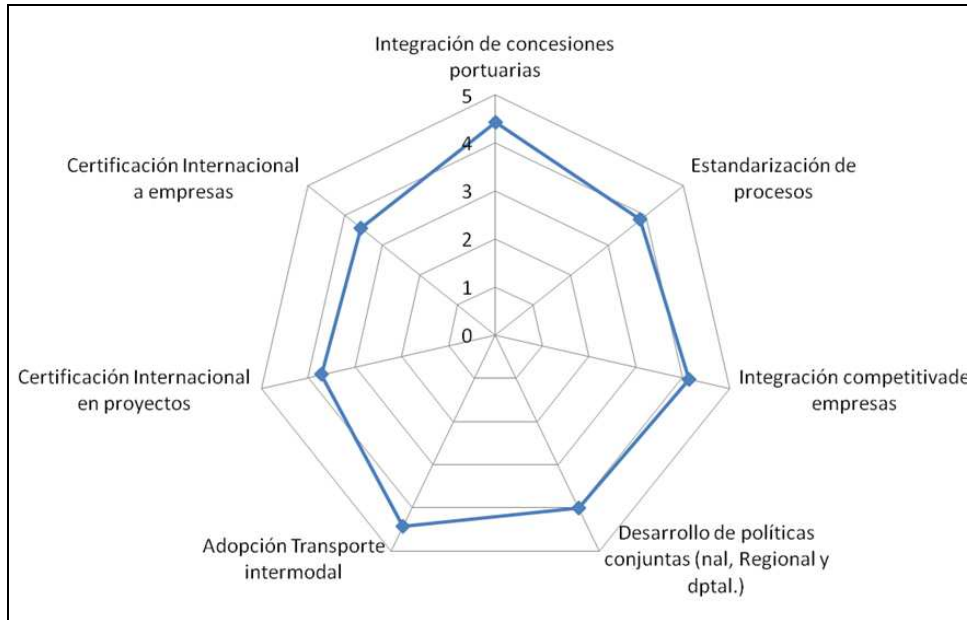 Integración de concesiones
portuarias
5
4
3
2
1
0
Estandarización de
procesos
Integración competitivade
empresas
Desarrollo de políticas
conjuntas (nal, Regional y
dptal.)
Adopción Transporte
intermodal
Certificación Internacional
en proyectos
Certificación Internacional
a empresas